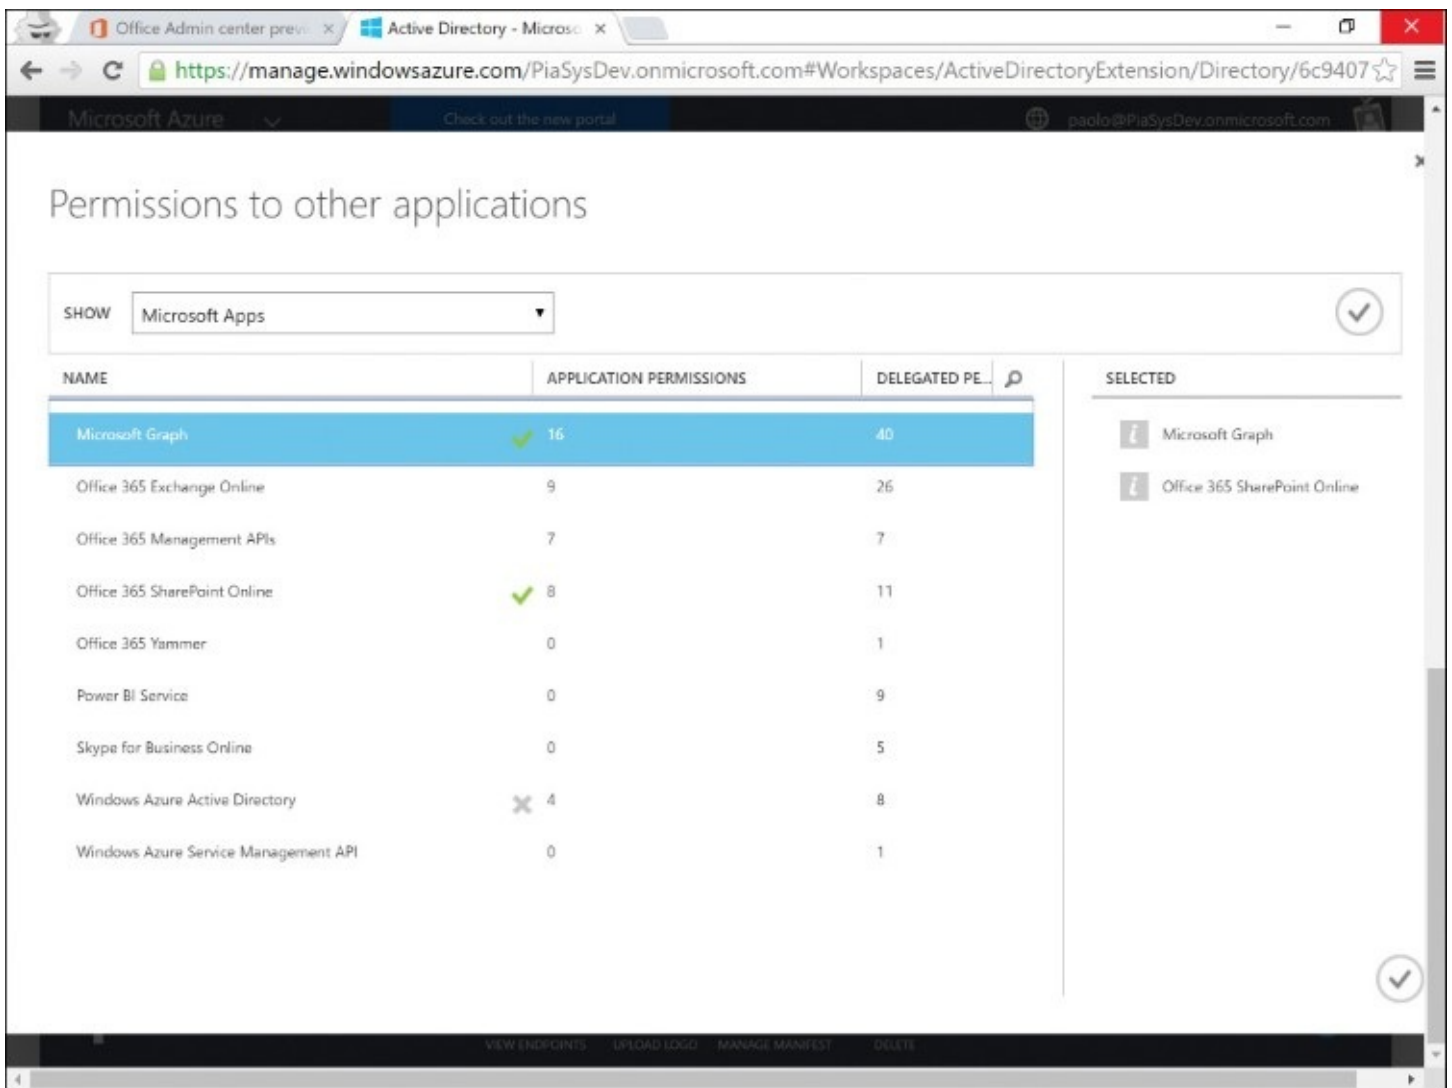 Office Admin center prev
Active Directory - Microso
https://manage.windowsazure.com/PiaSysDev.onmicrosoft.com#Workspaces/ActiveDirectoryExtension/Directory/6c9407
Microsoft Azure Check out the new portal paolo@PiaSysDev.onmicrosoft.com
Permissions to other applications
SHOW Microsoft Apps
NAME APPLICATION PERMISSIONS DELEGATED PE... SELECTED
Microsoft Graph 16 40 Microsoft Graph
Office 365 Exchange Online 9 26 Office 365 SharePoint Online
Office 365 Management APIs 7 7
Office 365 SharePoint Online 8 11
Office 365 Yammer 0 1
Power BI Service 0 9
Skype for Business Online 0 5
Windows Azure Active Directory 4 8
Windows Azure Service Management API 0 1
VIEW ENDPOINTS UPLOAD LOGO MANAGE MANIFEST DELETE